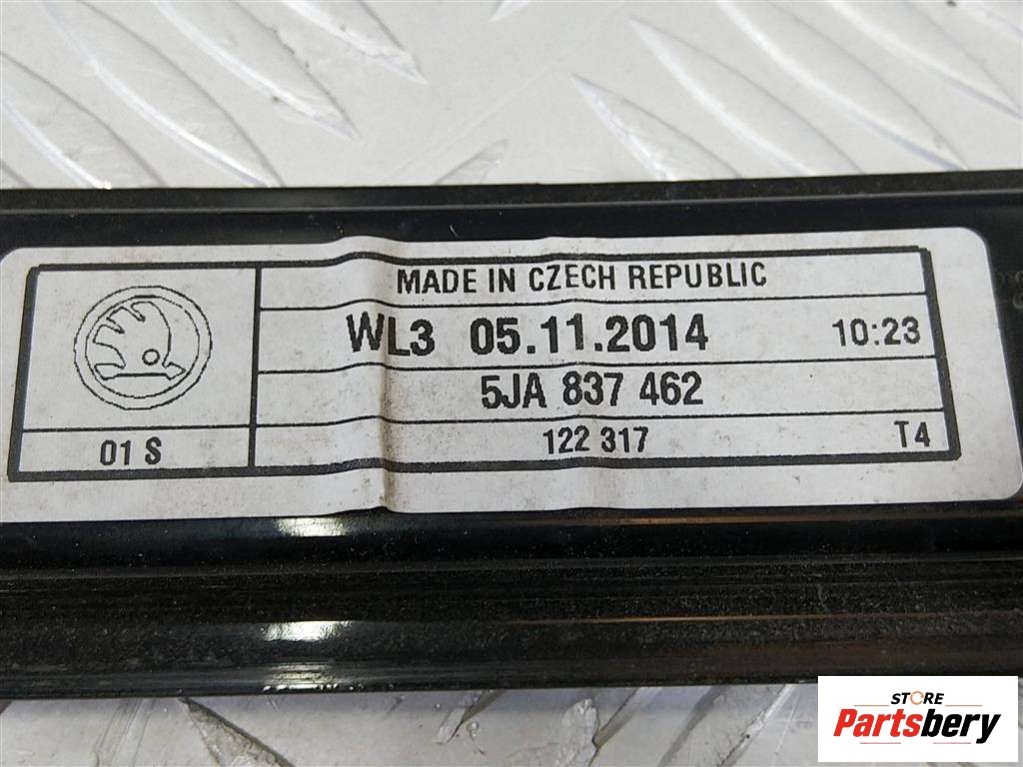 MADE IN CZECH REPUBLIC
WL3 05.11.2014 10:23
5JA 837 462
01 S 122 317 T4
STORE
Partsbery